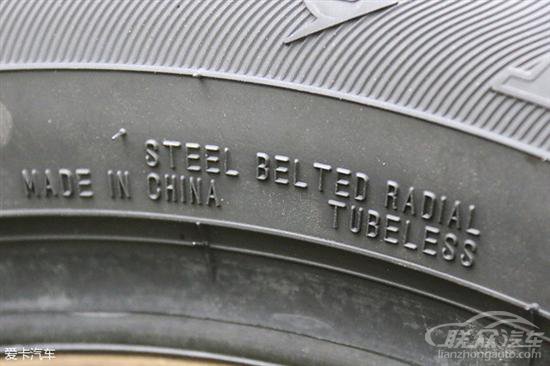 STEEL BELTED RADIAL
MADE IN CHINA TUBELESS
爱卡汽车
联众汽车
lianzhongauto.com